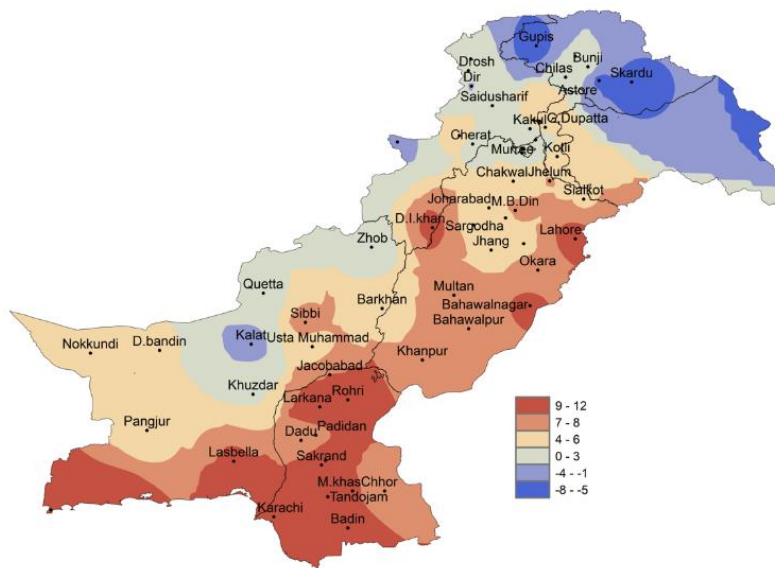 Gupis
Drosh
Bunji
Chilas
Dir
Skardu
Astore
Saidusharif
Kakul
G.Dupatta
Cherat
Murree
Kotli
Chakwal
Jhelum
Sialkot
Joharabad
M.B.Din
D.I.khan
Sargodha
Lahore
Zhob
Jhang
Okara
Quetta
Multan
Barkhan
Bahawalnagar
Sibbi
Bahawalpur
Kalat
Usta Muhammad
Nokkundi
D.bandin
Khanpur
Jacobabad
Khuzdar
Rohri
Larkana
Pangjur
Dadu
Padidan
Lasbella
Sakrand
M.khas
Chhor
Tandojam
Karachi
Badin
9 - 12
7 - 8
4 - 6
0 - 3
-4 - -1
-8 - -5